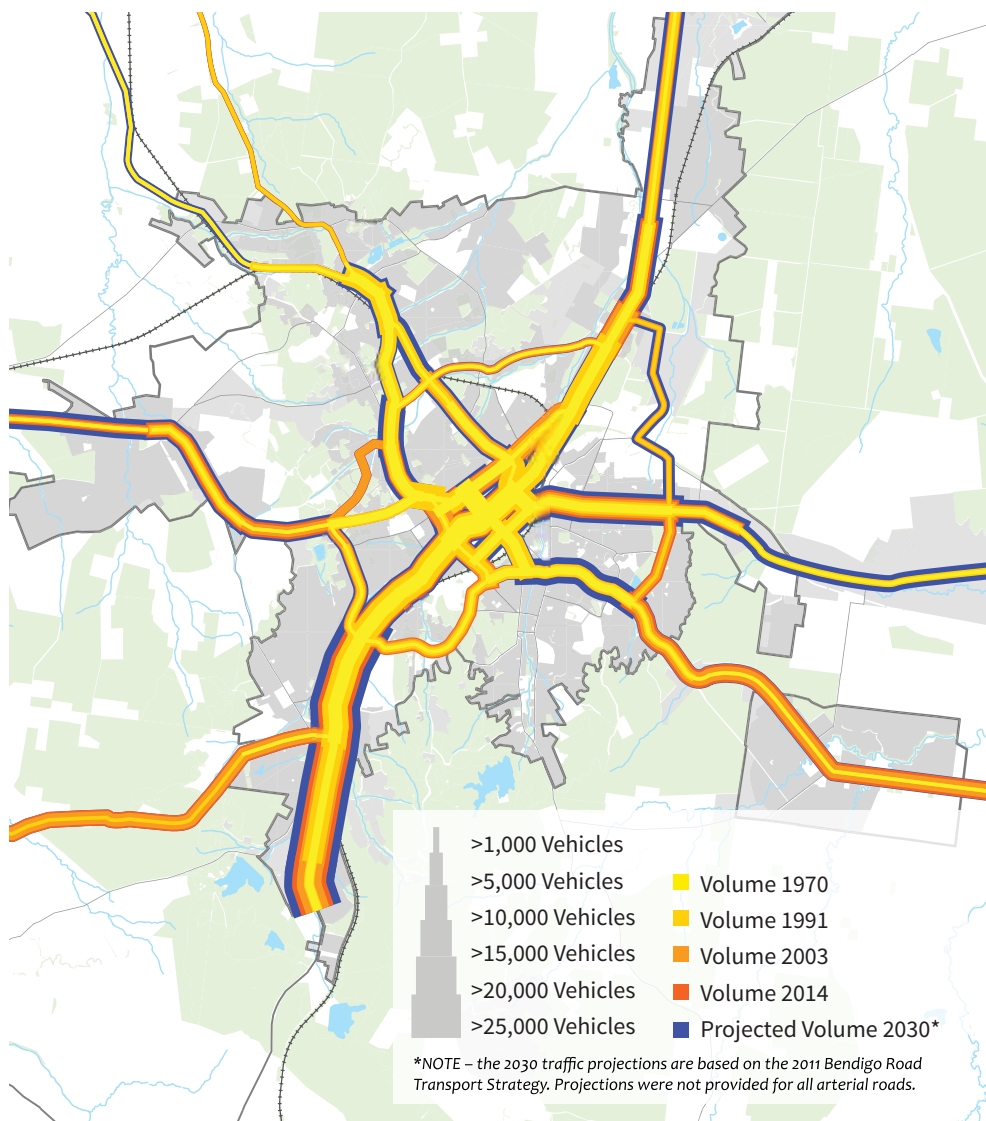 >1,000 Vehicles
>5,000 Vehicles
>10,000 Vehicles
>15,000 Vehicles
>20,000 Vehicles
>25,000 Vehicles
Volume 1970
Volume 1991
Volume 2003
Volume 2014
Projected Volume 2030*
*NOTE – the 2030 traffic projections are based on the 2011 Bendigo Road
Transport Strategy. Projections were not provided for all arterial roads.